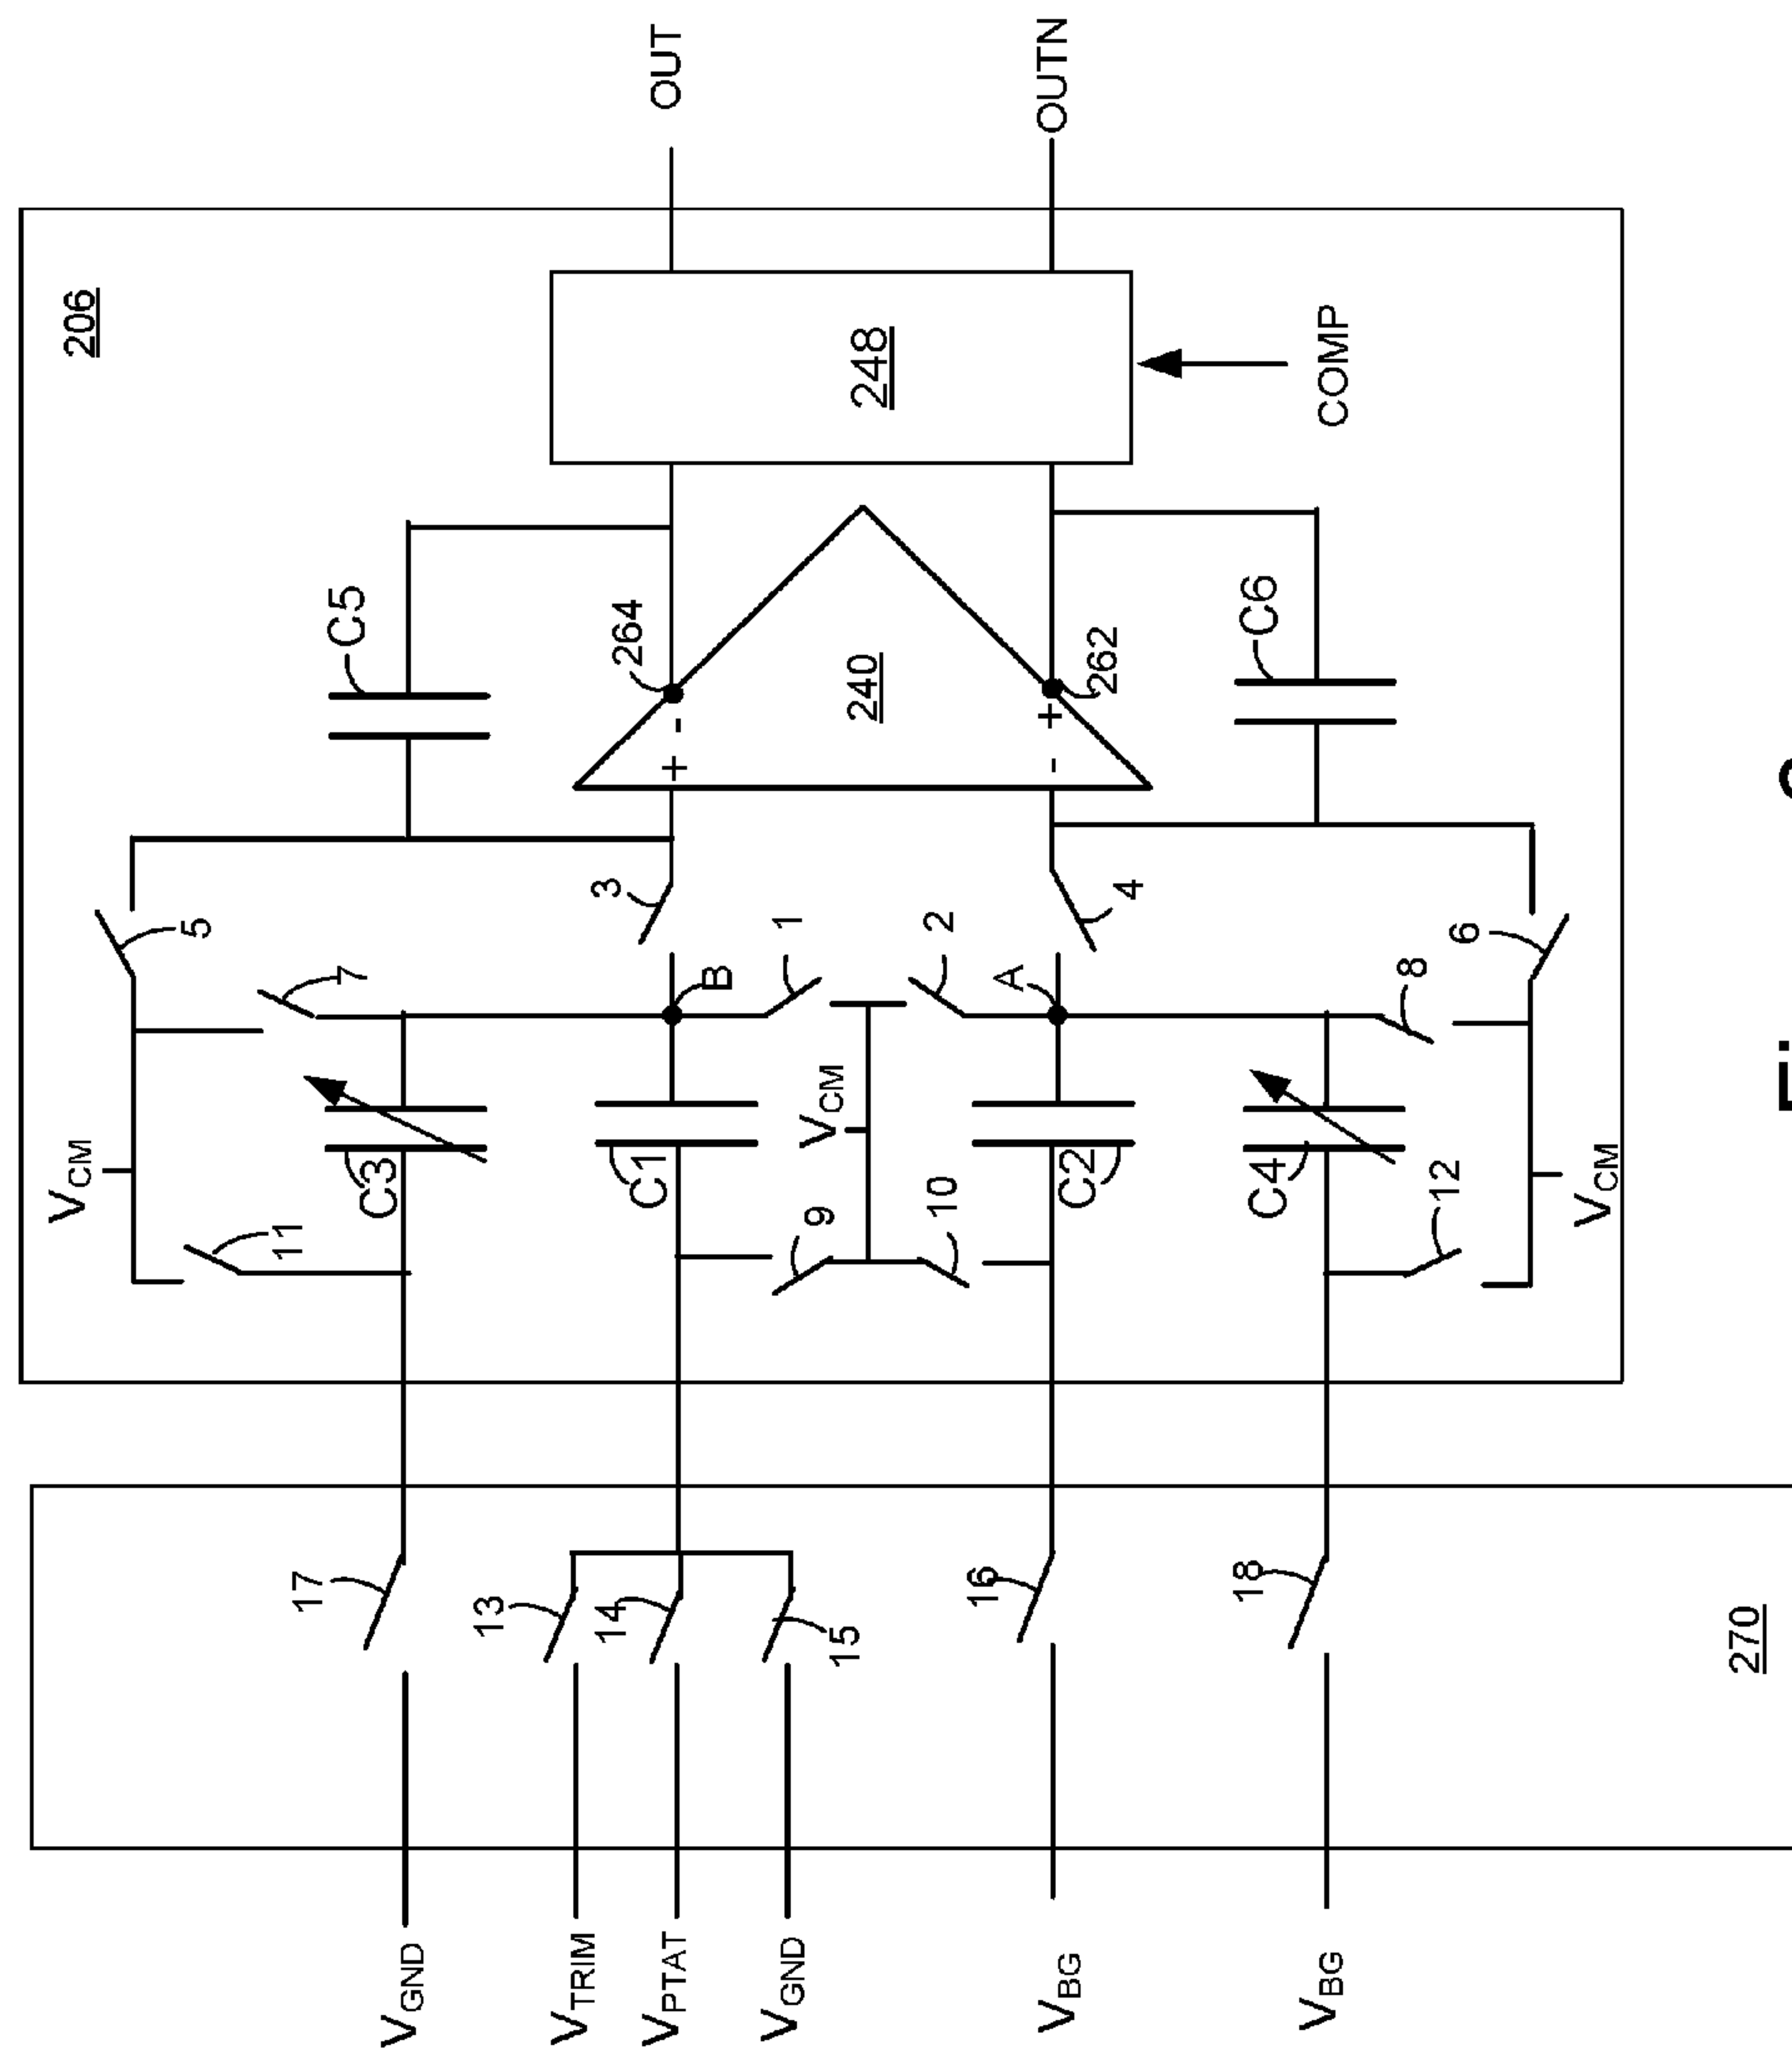 206
VCM
5
11
17
C5
7
C3
VGND
13
VTRIM
3
14
264
C1
VPTAT
+ -
OUT
B
1
VGND
9
VCM
15
240
248
2
10
16
A
- +
OUTN
VBG
C2
262
4
18
C6
C4
VBG
COMP
8
12
6
VCM
270